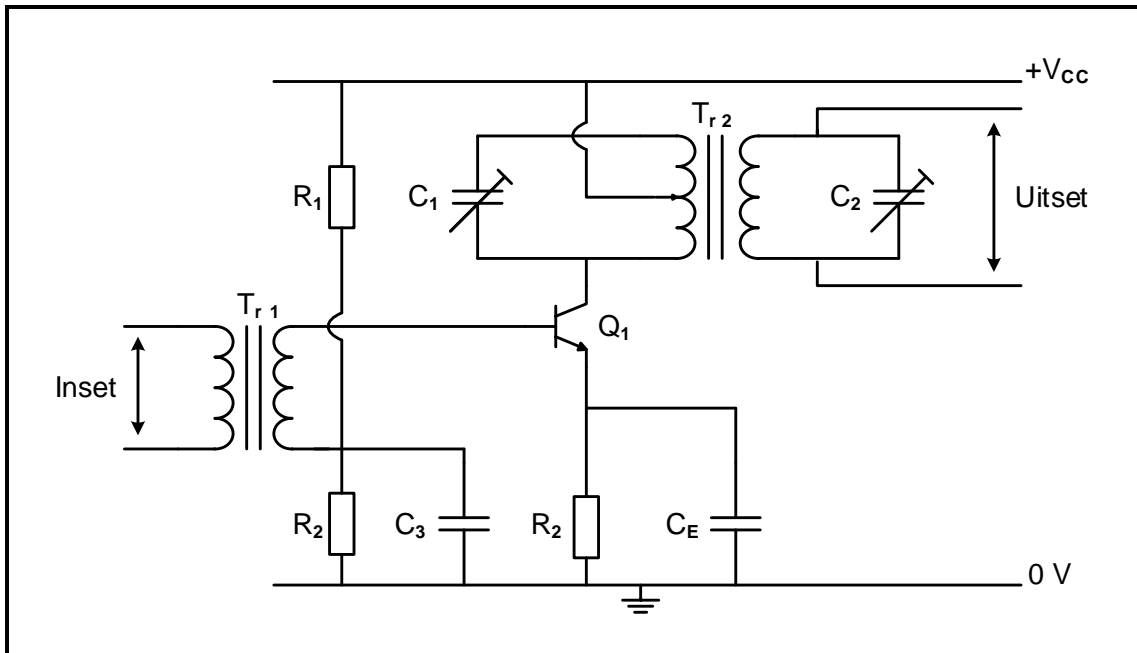 +VCC
Tr 2
R1
C1
C2
Uitset
Tr 1
Q1
Inset
R2
C3
R2
CE
0 V